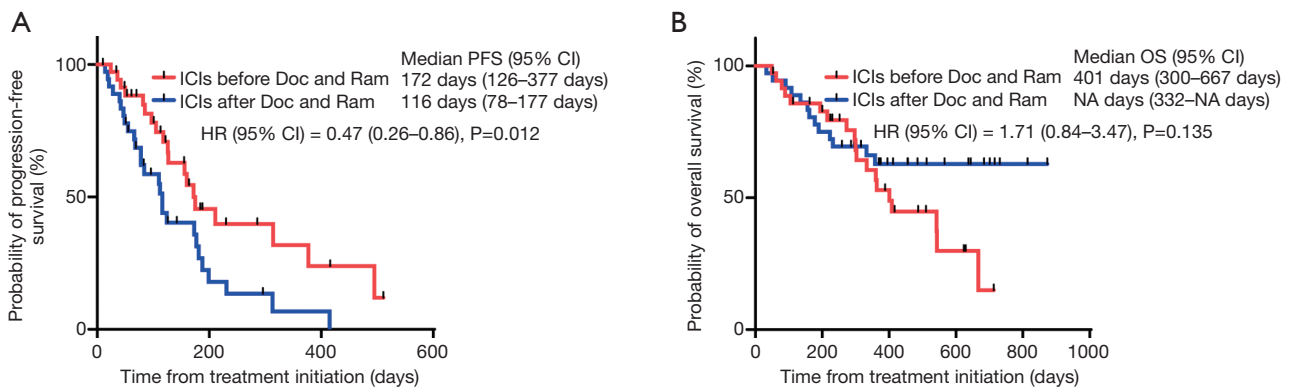 A
Probability of progression-free
survival (%)
100
50
0
0 200 400 600
Time from treatment initiation (days)
Median PFS (95% CI)
ICIs before Doc and Ram 172 days (126–377 days)
ICIs after Doc and Ram 116 days (78–177 days)
HR (95% CI) = 0.47 (0.26–0.86), P=0.012
B
Probability of overall survival (%)
100
50
0
0 200 400 600 800 1000
Time from treatment initiation (days)
Median OS (95% CI)
ICIs before Doc and Ram 401 days (300–667 days)
ICIs after Doc and Ram NA days (332–NA days)
HR (95% CI) = 1.71 (0.84–3.47), P=0.135